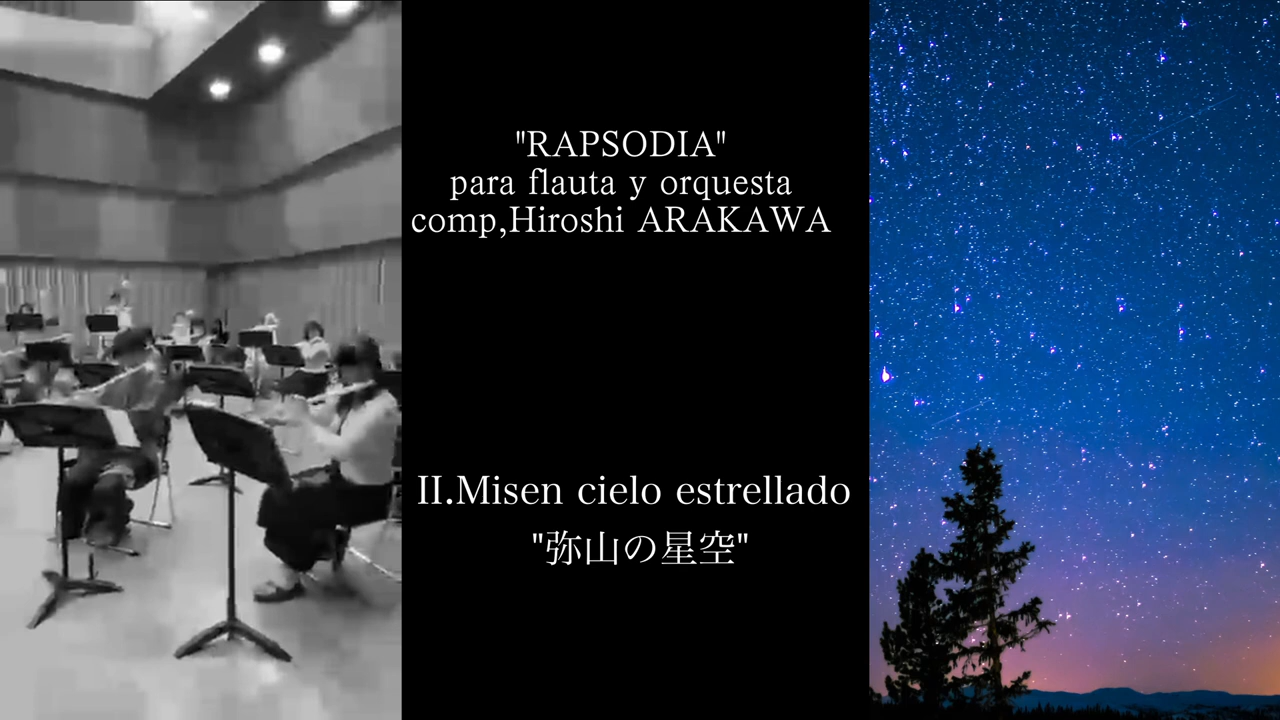 "RAPSODIA"
para flauta y orquesta
comp,Hiroshi ARAKAWA
II.Misen cielo estrellado
"弥山の星空"